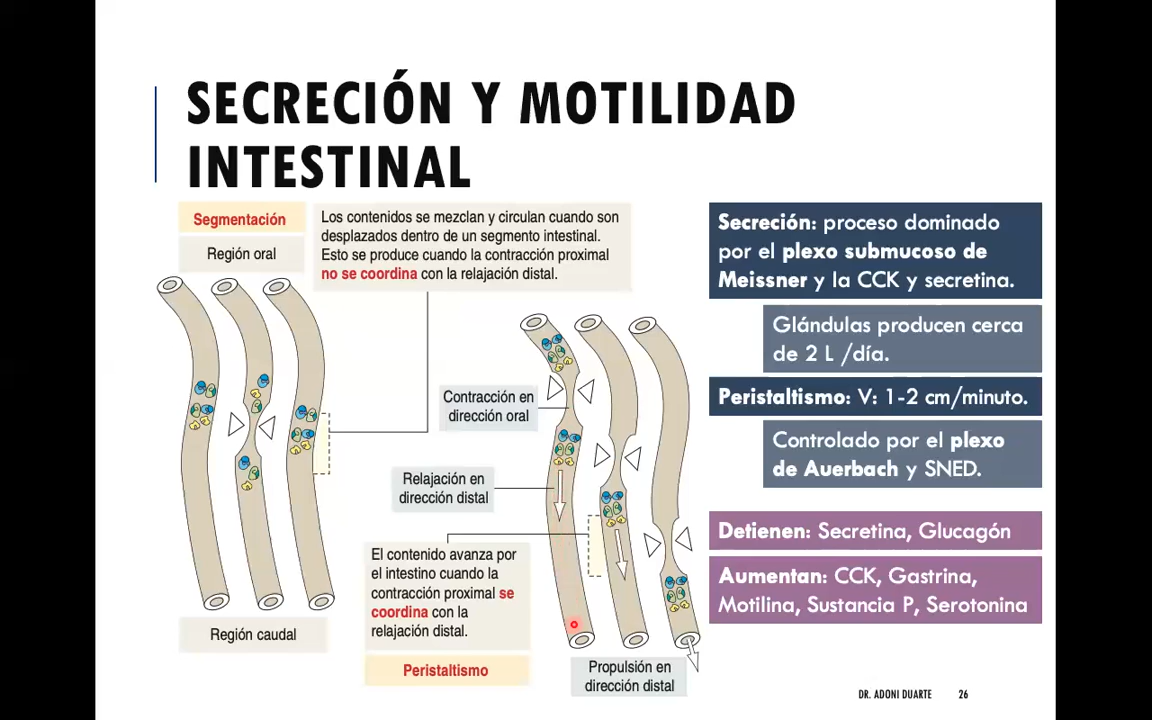 SECRECIÓN Y MOTILIDAD
INTESTINAL
Segmentación
Región oral
Los contenidos se mezclan y circulan cuando son
desplazados dentro de un segmento intestinal.
Esto se produce cuando la contracción proximal
no se coordina con la relajación distal.
Región caudal
Contracción en
dirección oral
Relajación en
dirección distal
El contenido avanza por
el intestino cuando la
contracción proximal se
coordina con la
relajación distal.
Peristaltismo
Propulsión en
dirección distal
Secreción: proceso dominado
por el plexo submucoso de
Meissner y la CCK y secretina.
Glándulas producen cerca
de 2 L /día.
Peristaltismo: V: 1-2 cm/minuto.
Controlado por el plexo
de Auerbach y SNED.
Detienen: Secretina, Glucagón
Aumentan: CCK, Gastrina,
Motilina, Sustancia P, Serotonina
DR. ADONI DUARTE 26